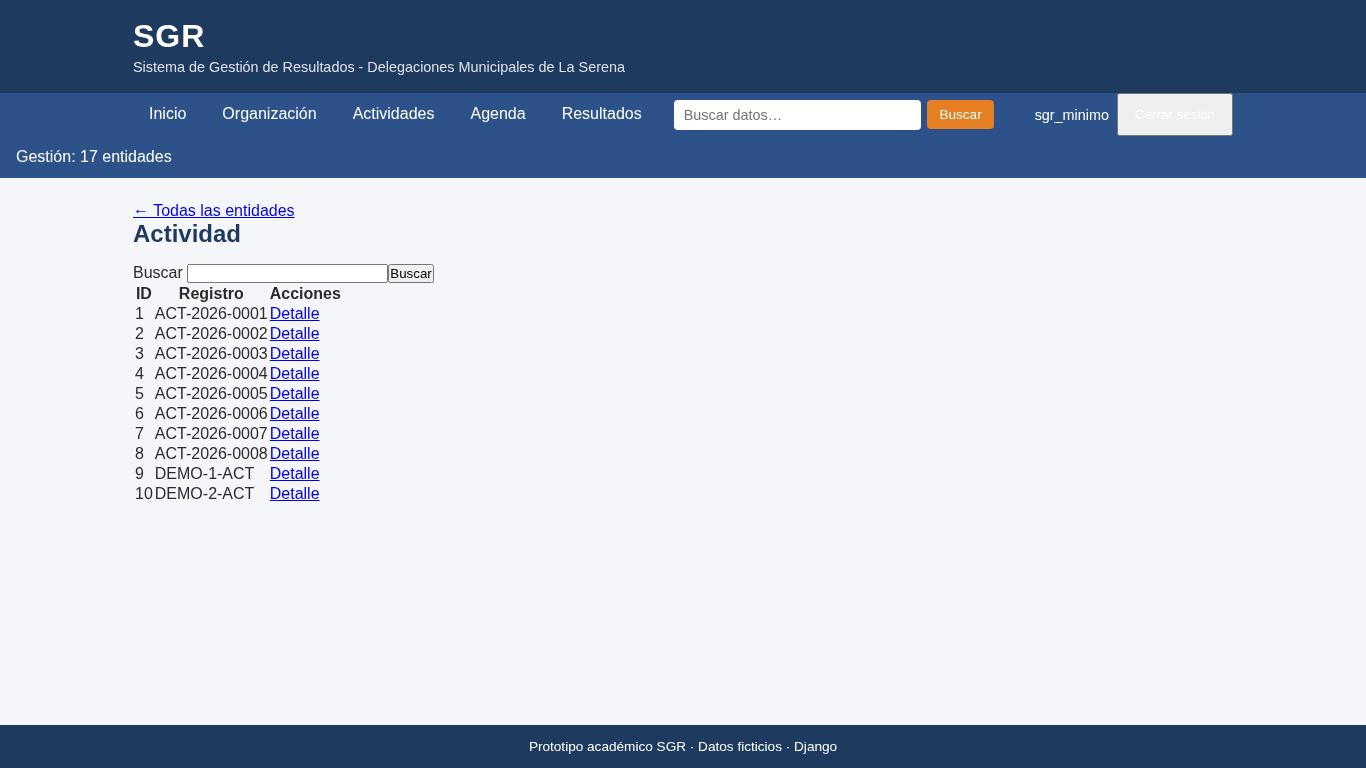 SGR
Sistema de Gestión de Resultados - Delegaciones Municipales de La Serena
Inicio Organización Actividades Agenda Resultados Buscar datos… Buscar sgr_minimo Cerrar sesión
Gestión: 17 entidades
← Todas las entidades
Actividad
Buscar Buscar
ID Registro Acciones
1 ACT-2026-0001 Detalle
2 ACT-2026-0002 Detalle
3 ACT-2026-0003 Detalle
4 ACT-2026-0004 Detalle
5 ACT-2026-0005 Detalle
6 ACT-2026-0006 Detalle
7 ACT-2026-0007 Detalle
8 ACT-2026-0008 Detalle
9 DEMO-1-ACT Detalle
10 DEMO-2-ACT Detalle
Prototipo académico SGR · Datos ficticios · Django